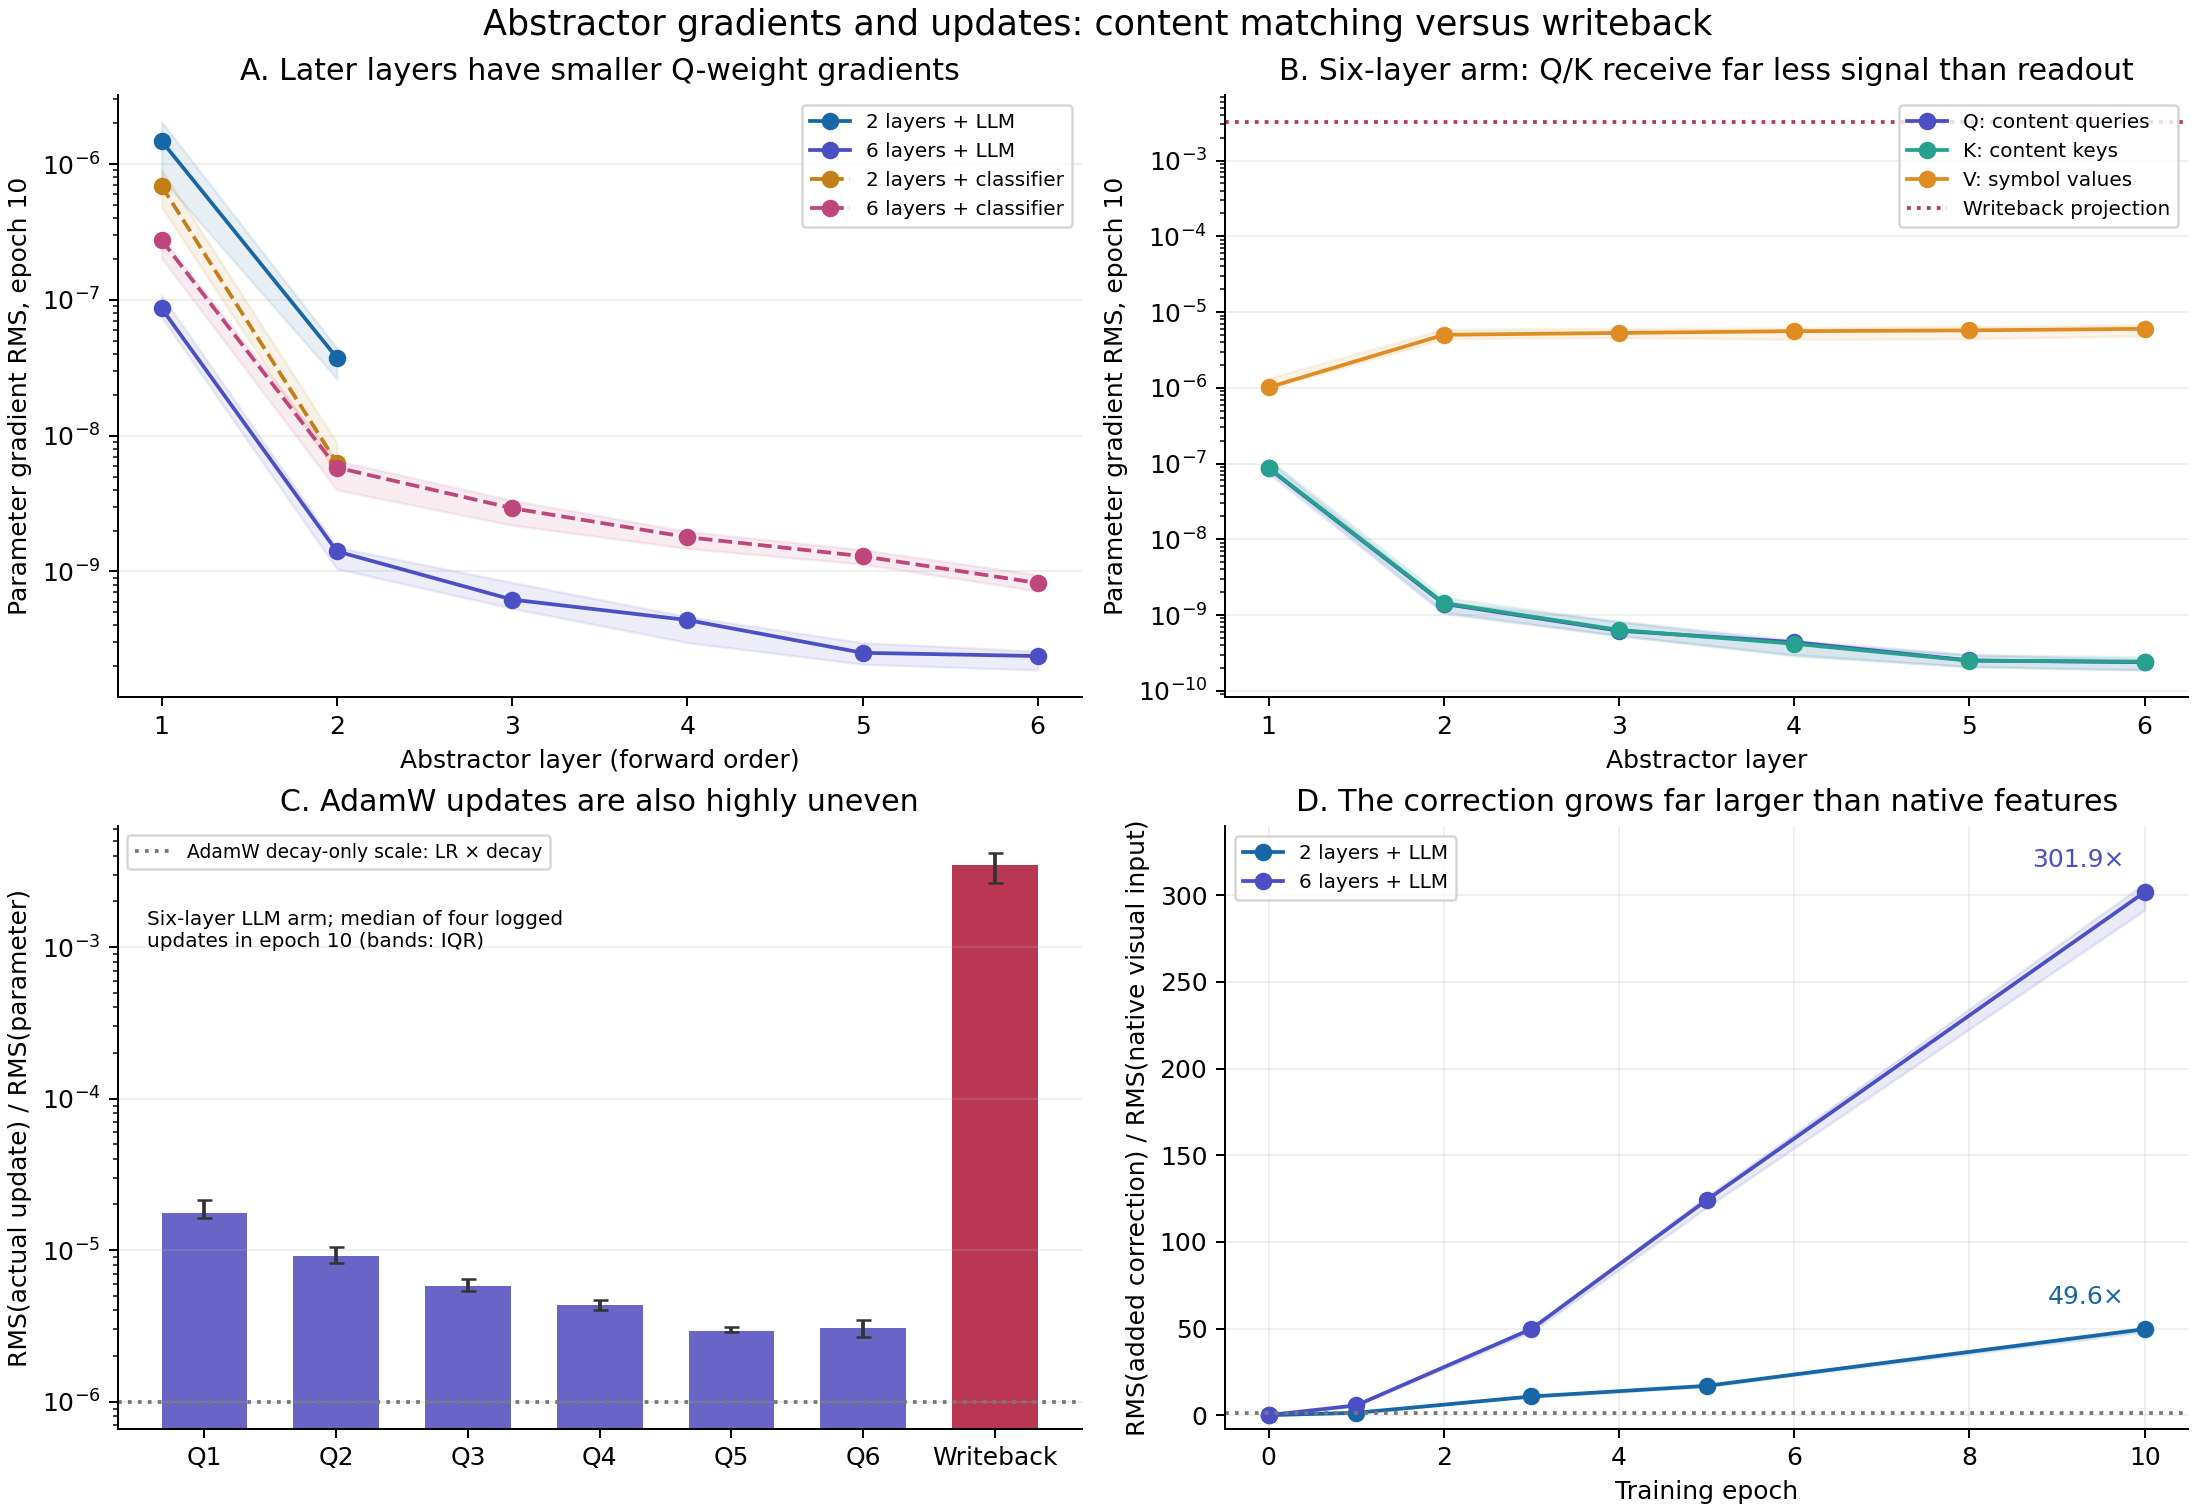 Abstractor gradients and updates: content matching versus writeback
A. Later layers have smaller Q-weight gradients
Parameter gradient RMS, epoch 10
10⁻⁶
10⁻⁷
10⁻⁸
10⁻⁹
2 layers + LLM
6 layers + LLM
2 layers + classifier
6 layers + classifier
1 2 3 4 5 6
Abstractor layer (forward order)
B. Six-layer arm: Q/K receive far less signal than readout
Parameter gradient RMS, epoch 10
10⁻³
10⁻⁴
10⁻⁵
10⁻⁶
10⁻⁷
10⁻⁸
10⁻⁹
10⁻¹⁰
Q: content queries
K: content keys
V: symbol values
Writeback projection
1 2 3 4 5 6
Abstractor layer
C. AdamW updates are also highly uneven
RMS(actual update) / RMS(parameter)
AdamW decay-only scale: LR × decay
Six-layer LLM arm; median of four logged
updates in epoch 10 (bands: IQR)
10⁻³
10⁻⁴
10⁻⁵
10⁻⁶
Q1 Q2 Q3 Q4 Q5 Q6 Writeback
D. The correction grows far larger than native features
RMS(added correction) / RMS(native visual input)
2 layers + LLM
6 layers + LLM
301.9×
49.6×
300
250
200
150
100
50
0
0 2 4 6 8 10
Training epoch